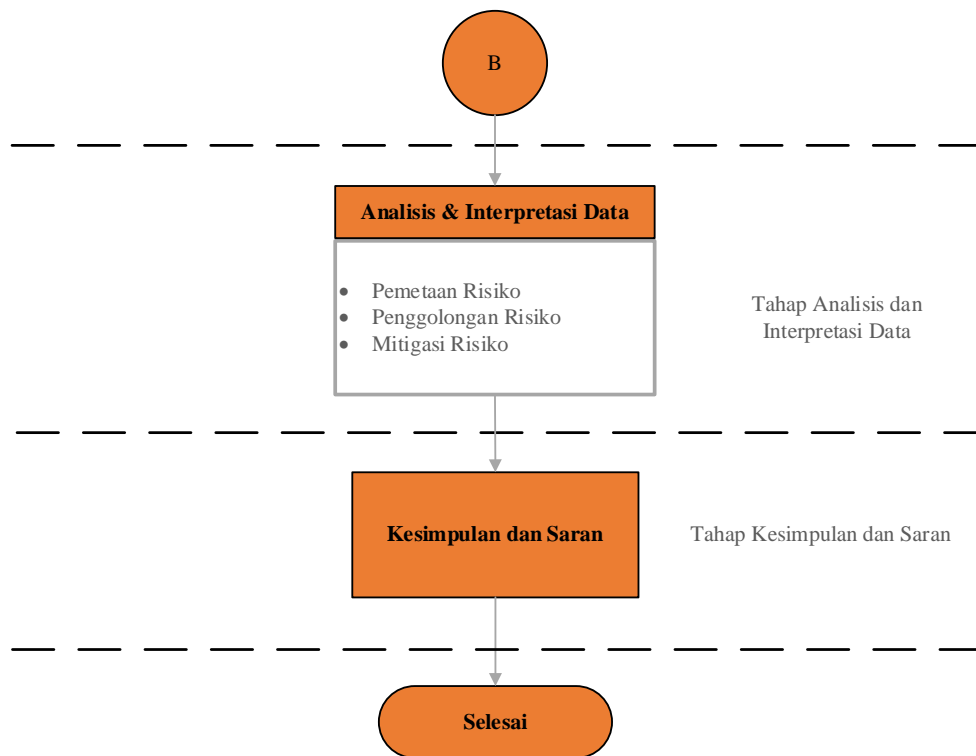 B
Analisis & Interpretasi Data
• Pemetaan Risiko
• Penggolongan Risiko
• Mitigasi Risiko
Tahap Analisis dan
Interpretasi Data
Kesimpulan dan Saran
Tahap Kesimpulan dan Saran
Selesai